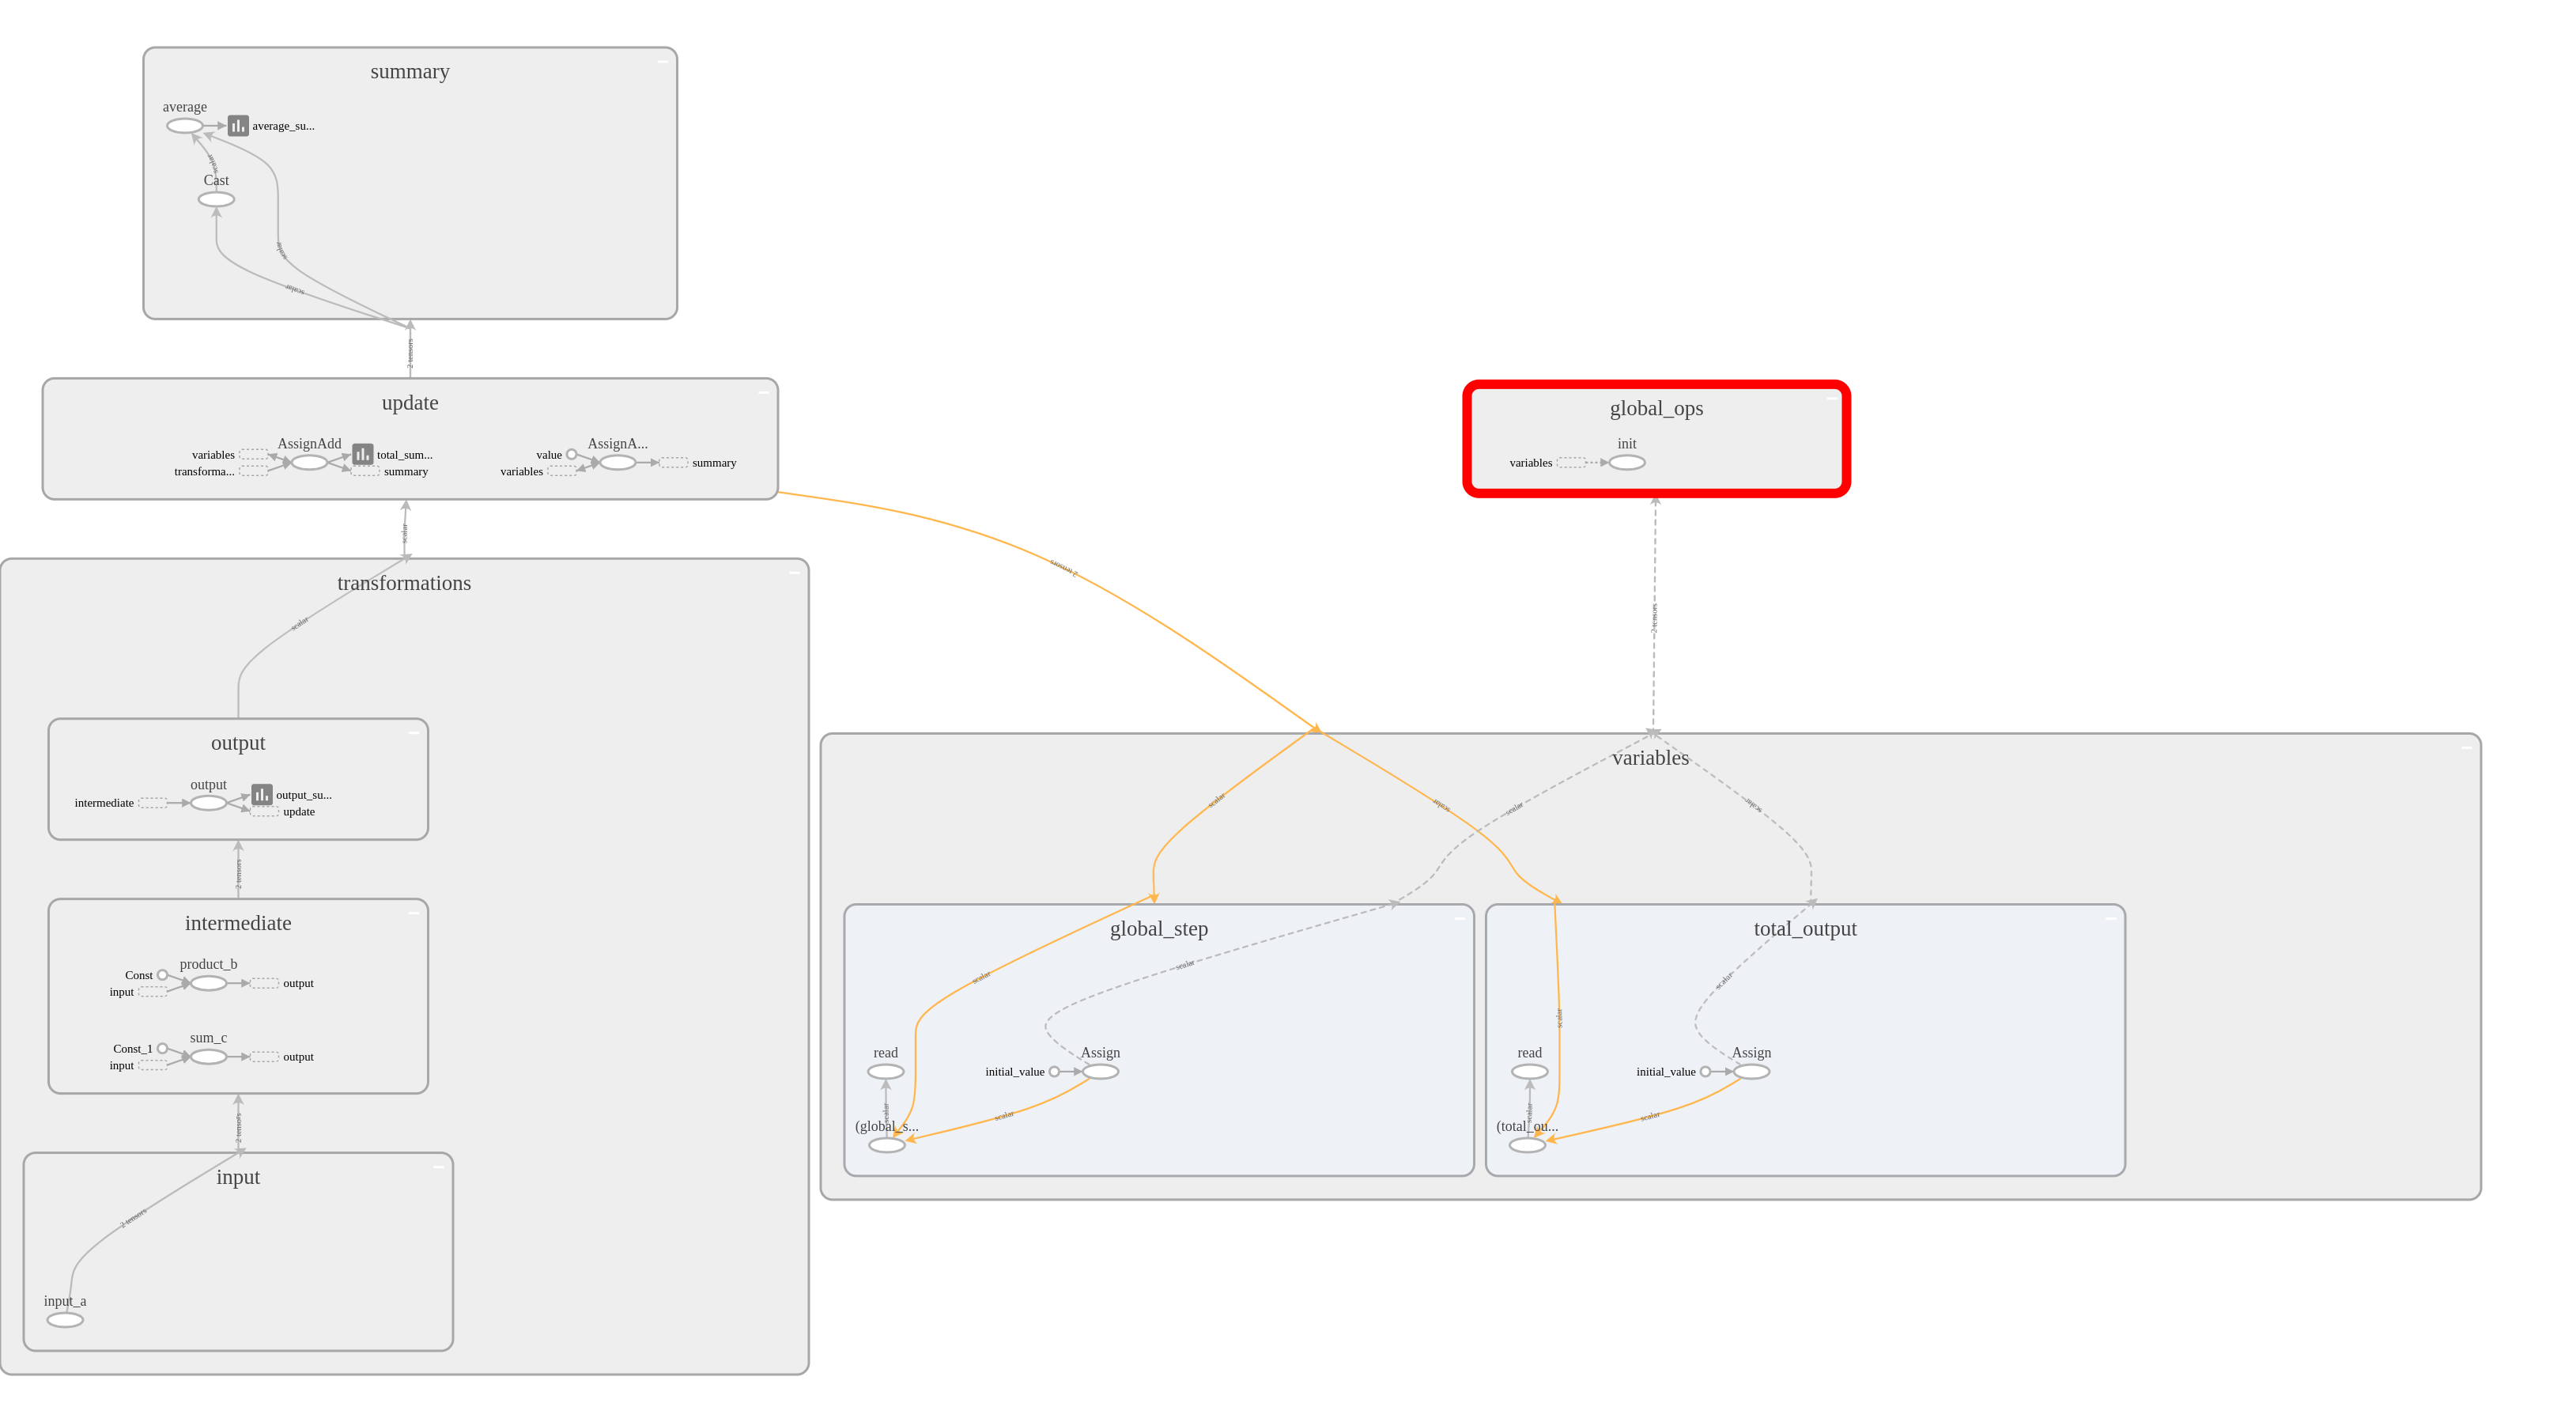 summary
average
average_su...
scalar
Cast
scalar
scalar
2 tensors
update
AssignAdd
variables
transforma...
total_sum...
summary
AssignA...
value
variables
summary
global_ops
init
variables
scalar
2 tensors
2 tensors
transformations
scalar
output
output
intermediate
output_su...
update
2 tensors
intermediate
product_b
Const
input
output
sum_c
Const_1
input
output
2 tensors
input
2 tensors
input_a
variables
scalar
scalar
scalar
scalar
global_step
scalar
scalar
read
initial_value
Assign
scalar
scalar
(global_s...
total_output
scalar
scalar
read
initial_value
Assign
scalar
scalar
(total_ou...